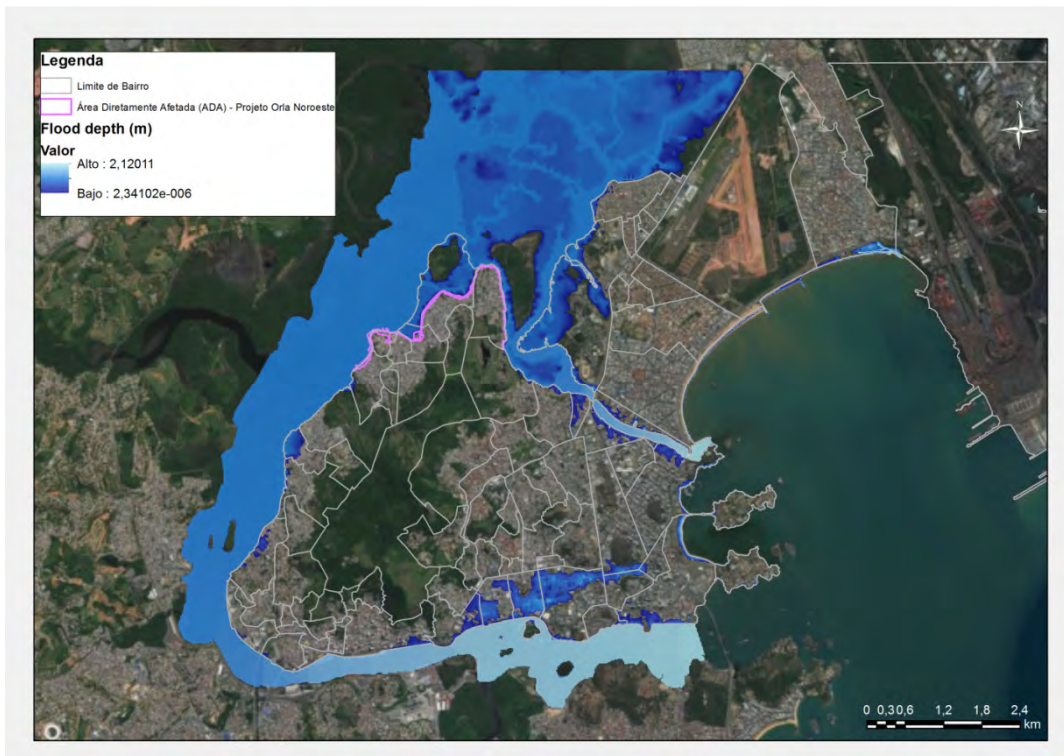 Legenda
Limite de Bairro
Área Diretamente Afetada (ADA) - Projeto Orla Noroeste
Flood depth (m)
Valor
Alto : 2,12011
Bajo : 2,34102e-006
N
0 0,3 0,6 1,2 1,8 2,4
km